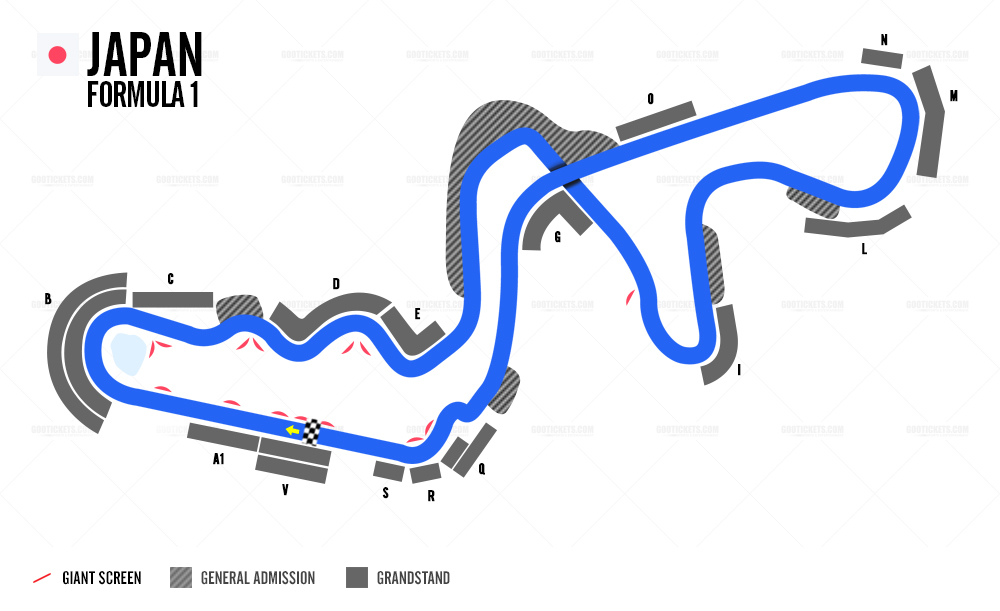 JAPAN
FORMULA 1
N
O
M
G
L
D
C
B
E
I
A1
V
Q
S
R
GIANT SCREEN
GENERAL ADMISSION
GRANDSTAND